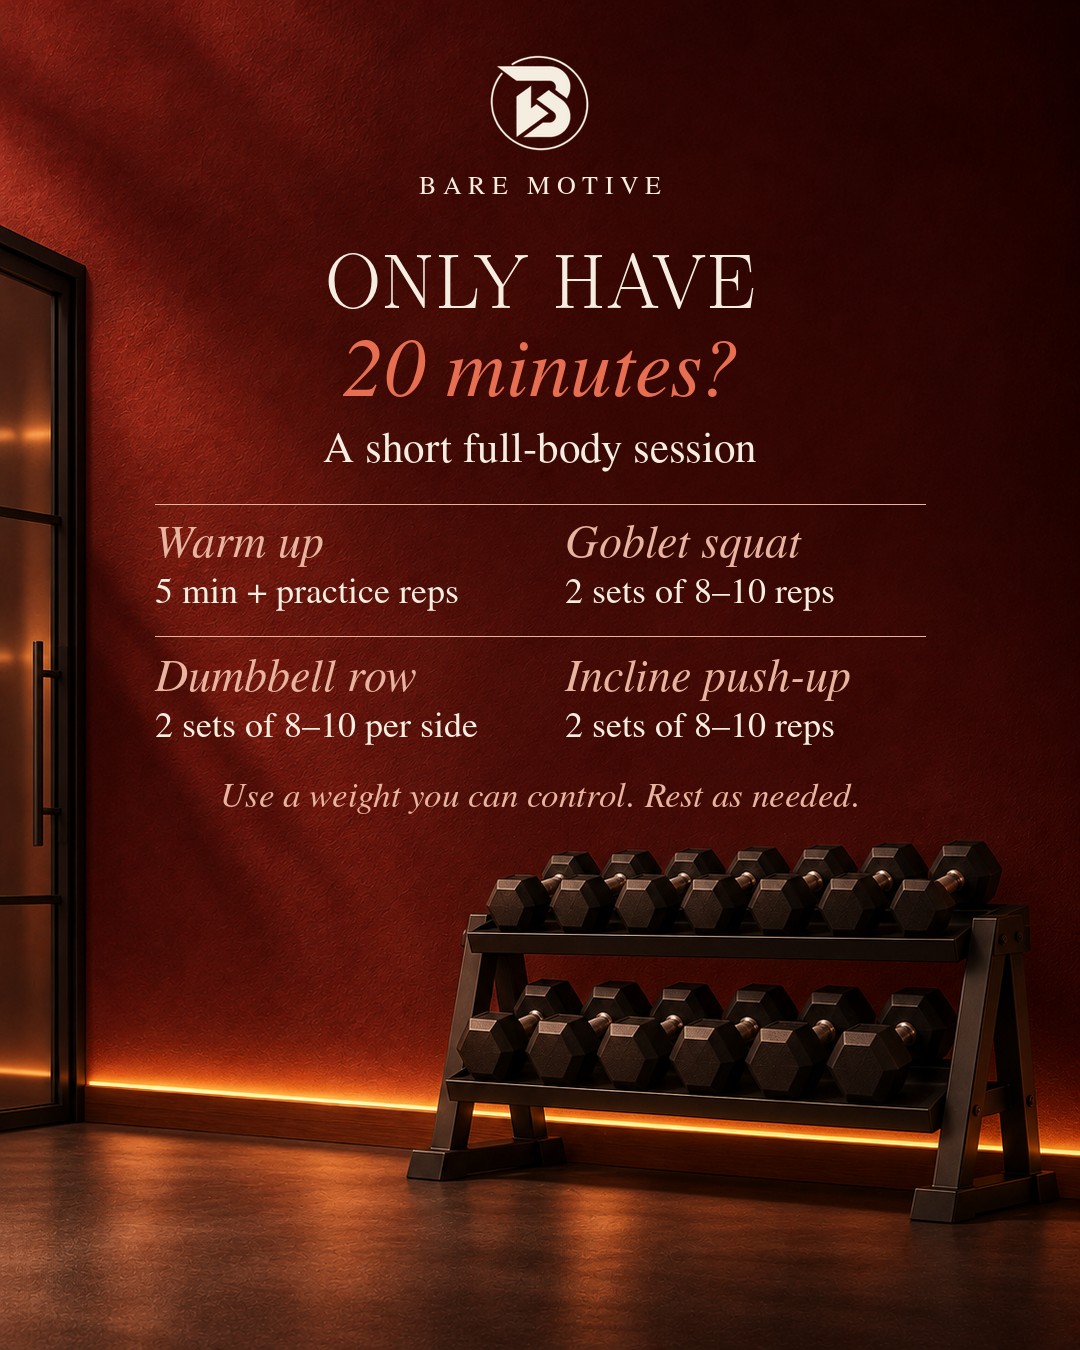 BARE MOTIVE
ONLY HAVE
20 minutes?
A short full-body session
Warm up
5 min + practice reps
Goblet squat
2 sets of 8–10 reps
Dumbbell row
2 sets of 8–10 per side
Incline push-up
2 sets of 8–10 reps
Use a weight you can control. Rest as needed.